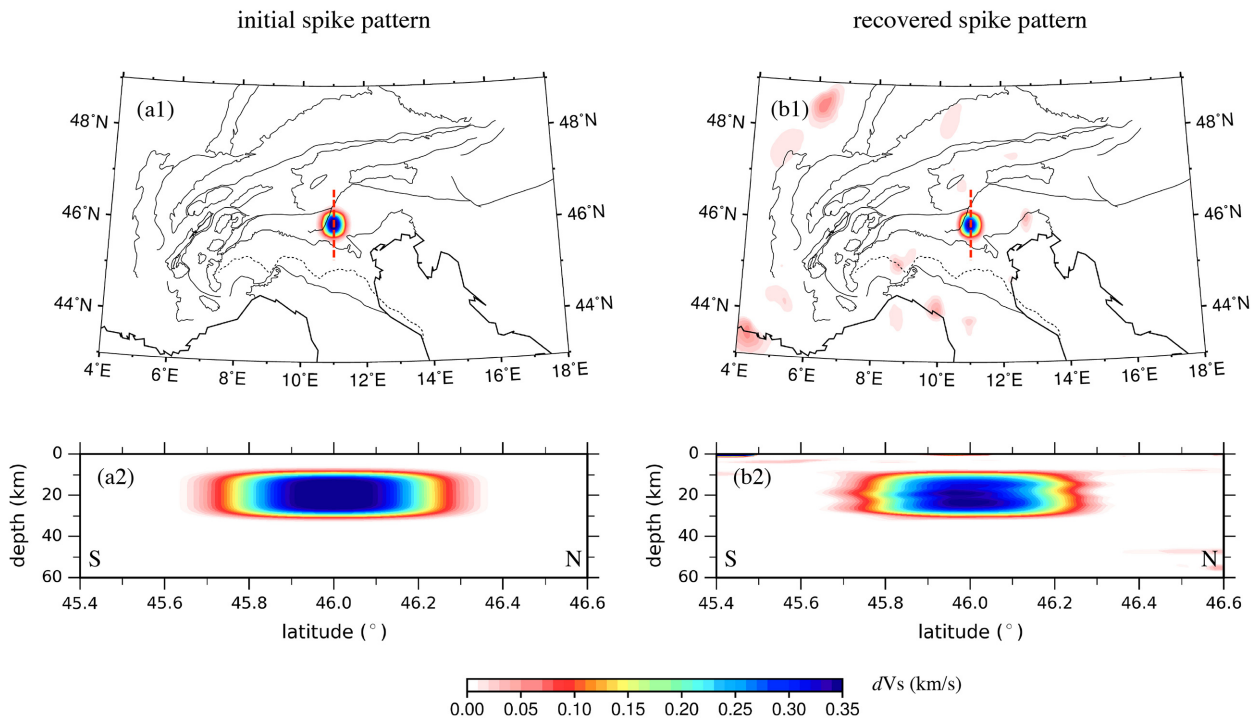 initial spike pattern
recovered spike pattern
(a1)
48˚N 48˚N
46˚N 46˚N
44˚N 44˚N
4˚E 6˚E 8˚E 10˚E 12˚E 14˚E 16˚E 18˚E
(b1)
48˚N 48˚N
46˚N 46˚N
44˚N 44˚N
4˚E 6˚E 8˚E 10˚E 12˚E 14˚E 16˚E 18˚E
(a2)
depth (km)
0
20
40
60
S N
45.4 45.6 45.8 46.0 46.2 46.4 46.6
latitude (°)
(b2)
depth (km)
0
20
40
60
S N
45.4 45.6 45.8 46.0 46.2 46.4 46.6
latitude (°)
dVs (km/s)
0.00 0.05 0.10 0.15 0.20 0.25 0.30 0.35